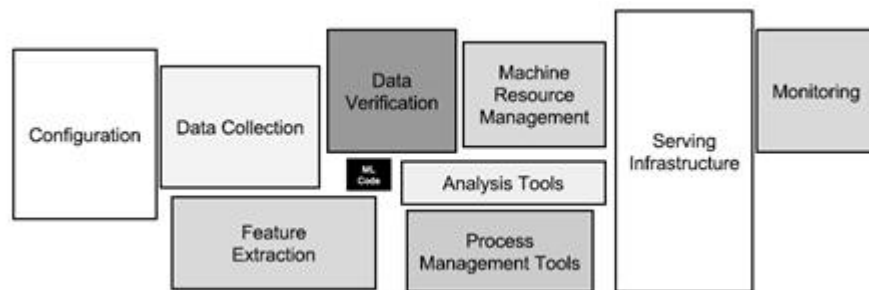 Configuration
Data Collection
Data
Verification
Machine
Resource
Management
Monitoring
Serving
Infrastructure
ML
Code
Analysis Tools
Feature
Extraction
Process
Management Tools